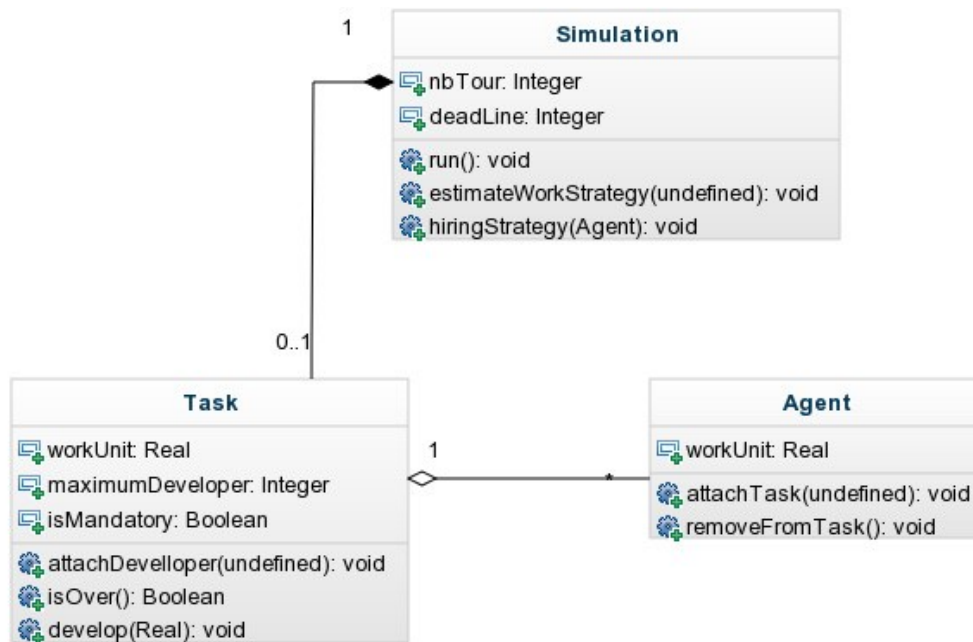 1
Simulation
nbTour: Integer
deadLine: Integer
run(): void
estimateWorkStrategy(undefined): void
hiringStrategy(Agent): void
0..1
Task
workUnit: Real
maximumDeveloper: Integer
isMandatory: Boolean
attachDevelloper(undefined): void
isOver(): Boolean
develop(Real): void
1
*
Agent
workUnit: Real
attachTask(undefined): void
removeFromTask(): void